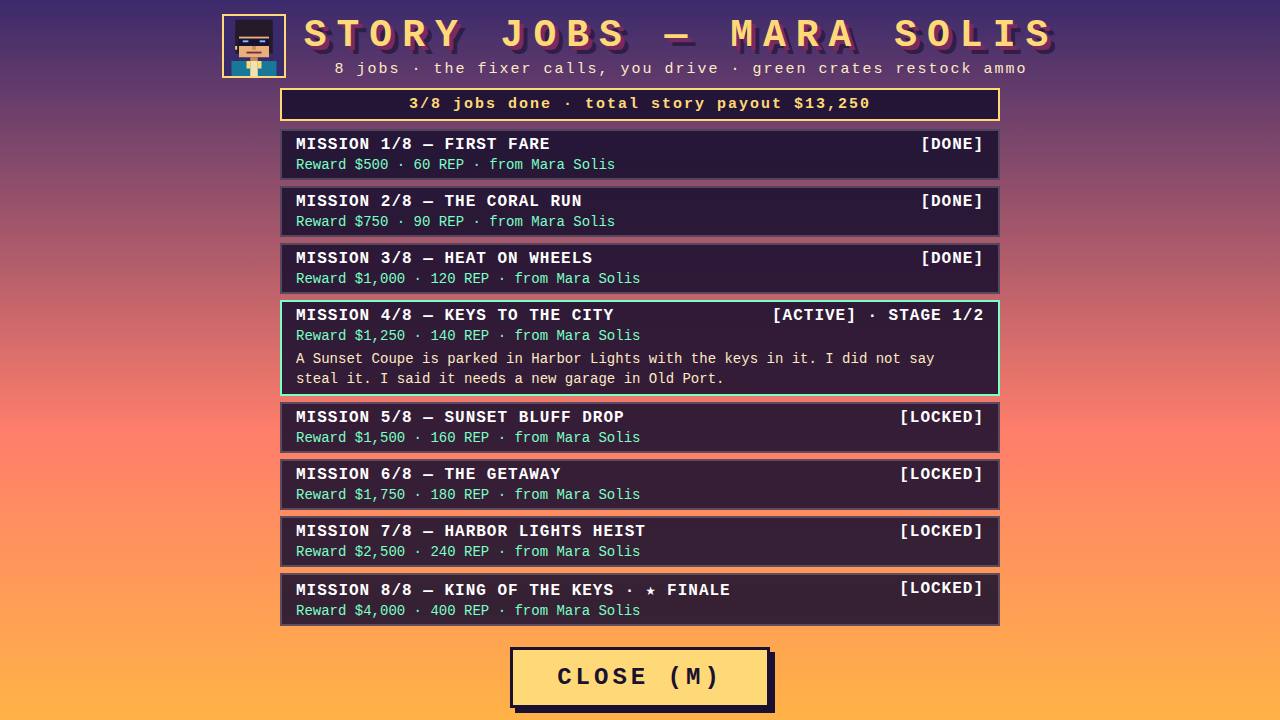 STORY JOBS — MARA SOLIS
8 jobs · the fixer calls, you drive · green crates restock ammo
3/8 jobs done · total story payout $13,250
MISSION 1/8 — FIRST FARE [DONE]
Reward $500 · 60 REP · from Mara Solis
MISSION 2/8 — THE CORAL RUN [DONE]
Reward $750 · 90 REP · from Mara Solis
MISSION 3/8 — HEAT ON WHEELS [DONE]
Reward $1,000 · 120 REP · from Mara Solis
MISSION 4/8 — KEYS TO THE CITY [ACTIVE] · STAGE 1/2
Reward $1,250 · 140 REP · from Mara Solis
A Sunset Coupe is parked in Harbor Lights with the keys in it. I did not say
steal it. I said it needs a new garage in Old Port.
MISSION 5/8 — SUNSET BLUFF DROP [LOCKED]
Reward $1,500 · 160 REP · from Mara Solis
MISSION 6/8 — THE GETAWAY [LOCKED]
Reward $1,750 · 180 REP · from Mara Solis
MISSION 7/8 — HARBOR LIGHTS HEIST [LOCKED]
Reward $2,500 · 240 REP · from Mara Solis
MISSION 8/8 — KING OF THE KEYS · ★ FINALE [LOCKED]
Reward $4,000 · 400 REP · from Mara Solis
CLOSE (M)